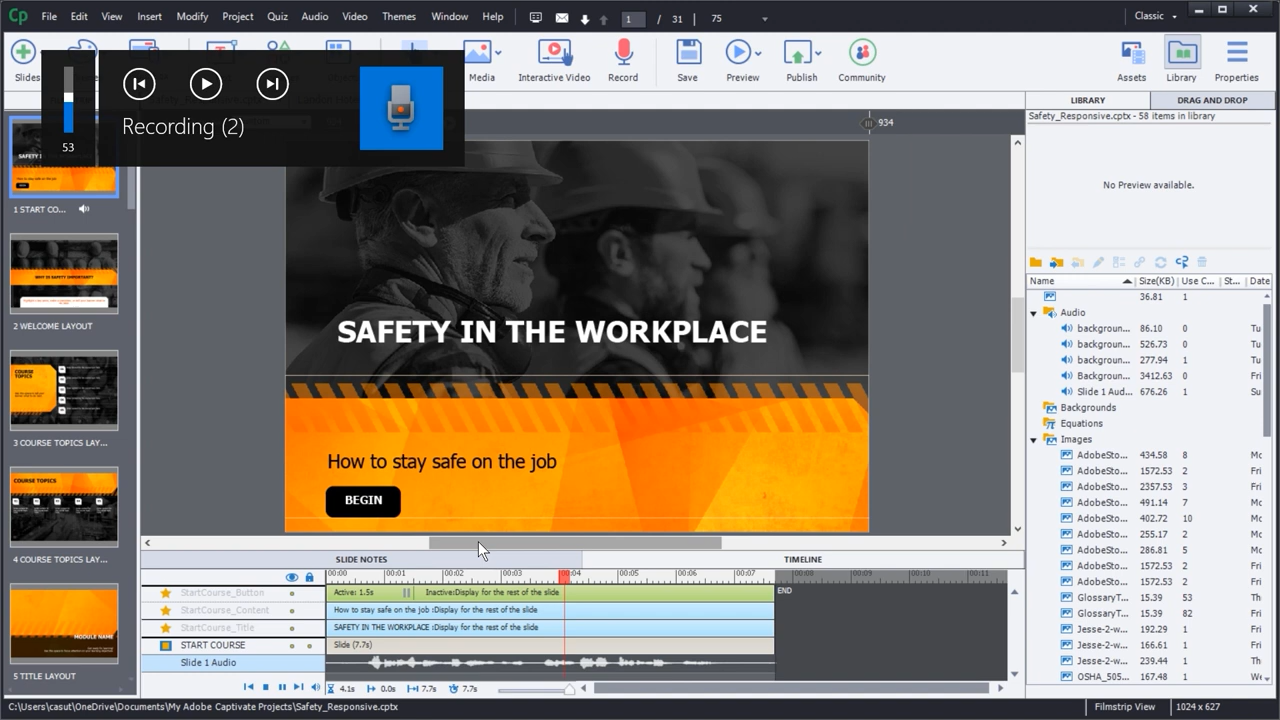 Cp File Edit View Insert Modify Project Quiz Audio Video Themes Window Help 1 / 31 75 Classic
Slides Media Interactive Video Record Save Preview Publish Community Assets Library Properties
53
Recording (2)
934
SAFETY IN THE WORKPLACE
How to stay safe on the job
BEGIN
1 START CO...
WHY IS SAFETY IMPORTANT?
2 WELCOME LAYOUT
COURSE TOPICS
3 COURSE TOPICS LAY...
COURSE TOPICS
4 COURSE TOPICS LAY...
MODULE NAME
5 TITLE LAYOUT
LIBRARY DRAG AND DROP
Safety_Responsive.cptx - 58 items in library
No Preview available.
Name Size(KB) Use C... St... Date
36.81 1
Audio
backgroun... 86.10 0 Tu
backgroun... 526.73 0 Tu
backgroun... 277.94 1 Tu
Backgroun... 3412.63 0 Fri
Slide 1 Aud... 676.26 1 Su
Backgrounds
Equations
Images
AdobeSto... 434.58 8 Mc
AdobeSto... 1572.53 2 Fri
AdobeSto... 2357.53 3 Fri
AdobeSto... 491.14 7 Mc
AdobeSto... 402.72 10 Mc
AdobeSto... 255.17 2 Mc
AdobeSto... 286.81 5 Mc
AdobeSto... 1572.53 2 Fri
AdobeSto... 1572.53 2 Fri
GlossaryT... 15.39 53 Th
GlossaryT... 15.39 82 Fri
Jesse-2-w... 192.29 1 Mc
Jesse-2-w... 166.61 1 Fri
Jesse-2-w... 239.44 1 Th
OSHA_505... 167.48 1 We
SLIDE NOTES TIMELINE
00:00 00:01 00:02 00:03 00:04 00:05 00:06 00:07 00:08 00:09 00:10 00:11
StartCourse_Button Active: 1.5s Inactive:Display for the rest of the slide END
StartCourse_Content How to stay safe on the job :Display for the rest of the slide
StartCourse_Title SAFETY IN THE WORKPLACE :Display for the rest of the slide
START COURSE Slide (7.7s)
Slide 1 Audio
4.1s 0.0s 7.7s 7.7s
C:\Users\casut\OneDrive\Documents\My Adobe Captivate Projects\Safety_Responsive.cptx Filmstrip View 1024 x 627